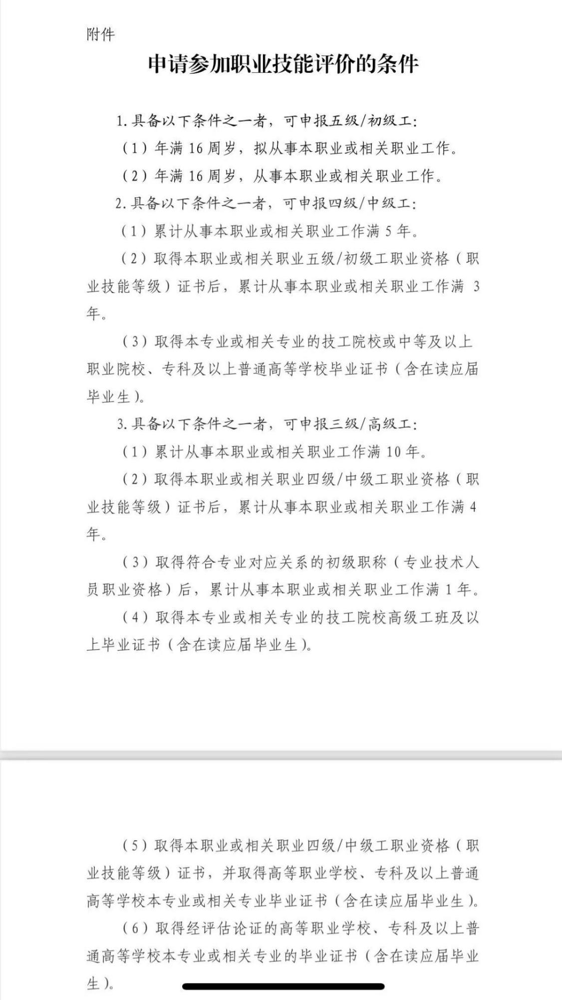 附件
申请参加职业技能评价的条件
1.具备以下条件之一者，可申报五级/初级工：
（1）年满 16 周岁，拟从事本职业或相关职业工作。
（2）年满 16 周岁，从事本职业或相关职业工作。
2.具备以下条件之一者，可申报四级/中级工：
（1）累计从事本职业或相关职业工作满 5 年。
（2）取得本职业或相关职业五级/初级工职业资格（职
业技能等级）证书后，累计从事本职业或相关职业工作满 3
年。
（3）取得本专业或相关专业的技工院校或中等及以上
职业院校、专科及以上普通高等学校毕业证书（含在读应届
毕业生）。
3.具备以下条件之一者，可申报三级/高级工：
（1）累计从事本职业或相关职业工作满 10 年。
（2）取得本职业或相关职业四级/中级工职业资格（职
业技能等级）证书后，累计从事本职业或相关职业工作满 4
年。
（3）取得符合专业对应关系的初级职称（专业技术人
员职业资格）后，累计从事本职业或相关职业工作满 1 年。
（4）取得本专业或相关专业的技工院校高级工班及以
上毕业证书（含在读应届毕业生）。
（5）取得本职业或相关职业四级/中级工职业资格（职
业技能等级）证书，并取得高等职业学校、专科及以上普通
高等学校本专业或相关专业毕业证书（含在读应届毕业生）。
（6）取得经评估论证的高等职业学校、专科及以上普
通高等学校本专业或相关专业的毕业证书（含在读应届毕业
生）。